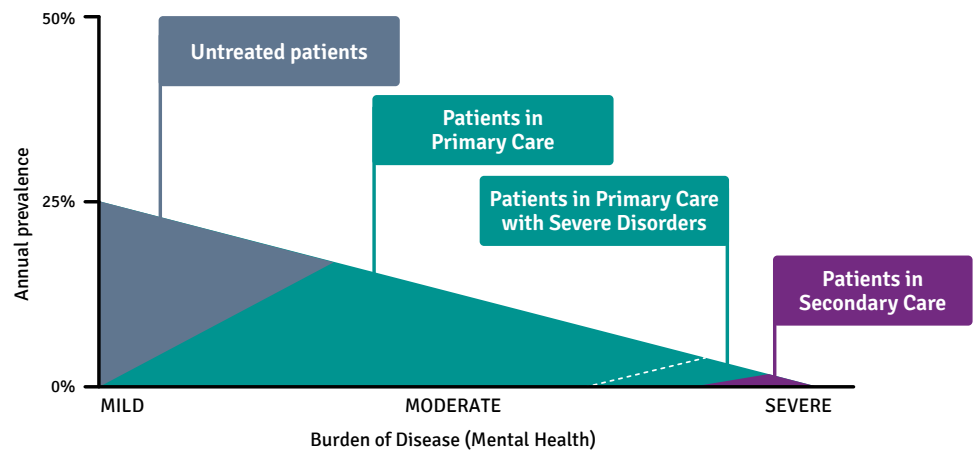 50%
Untreated patients
Patients in
Primary Care
25%
Patients in Primary Care
with Severe Disorders
Patients in
Secondary Care
Annual prevalence
0%
MILD
MODERATE
SEVERE
Burden of Disease (Mental Health)